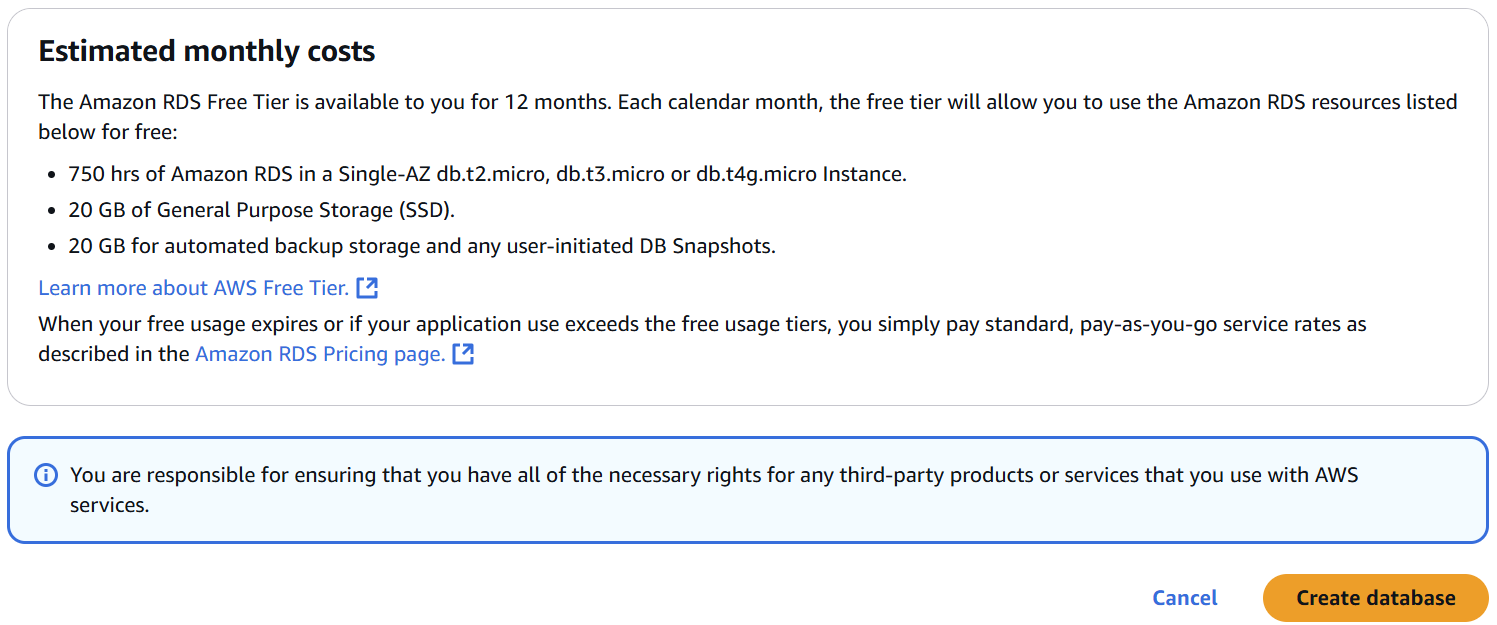 Estimated monthly costs
The Amazon RDS Free Tier is available to you for 12 months. Each calendar month, the free tier will allow you to use the Amazon RDS resources listed
below for free:
• 750 hrs of Amazon RDS in a Single-AZ db.t2.micro, db.t3.micro or db.t4g.micro Instance.
• 20 GB of General Purpose Storage (SSD).
• 20 GB for automated backup storage and any user-initiated DB Snapshots.
Learn more about AWS Free Tier.
When your free usage expires or if your application use exceeds the free usage tiers, you simply pay standard, pay-as-you-go service rates as
described in the Amazon RDS Pricing page.
You are responsible for ensuring that you have all of the necessary rights for any third-party products or services that you use with AWS
services.
Cancel Create database